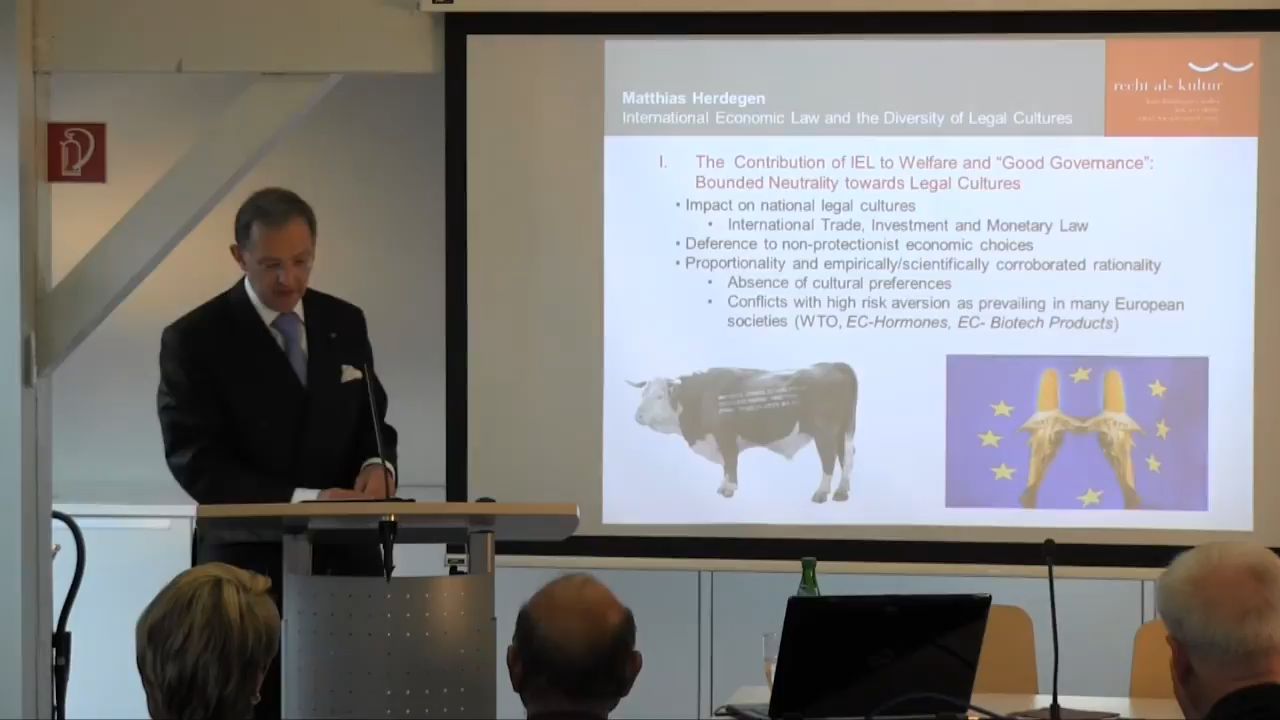 Matthias Herdegen
International Economic Law and the Diversity of Legal Cultures
recht als kultur
I. The Contribution of IEL to Welfare and “Good Governance”:
Bounded Neutrality towards Legal Cultures
• Impact on national legal cultures
• International Trade, Investment and Monetary Law
• Deference to non-protectionist economic choices
• Proportionality and empirically/scientifically corroborated rationality
• Absence of cultural preferences
• Conflicts with high risk aversion as prevailing in many European
societies (WTO, EC-Hormones, EC- Biotech Products)